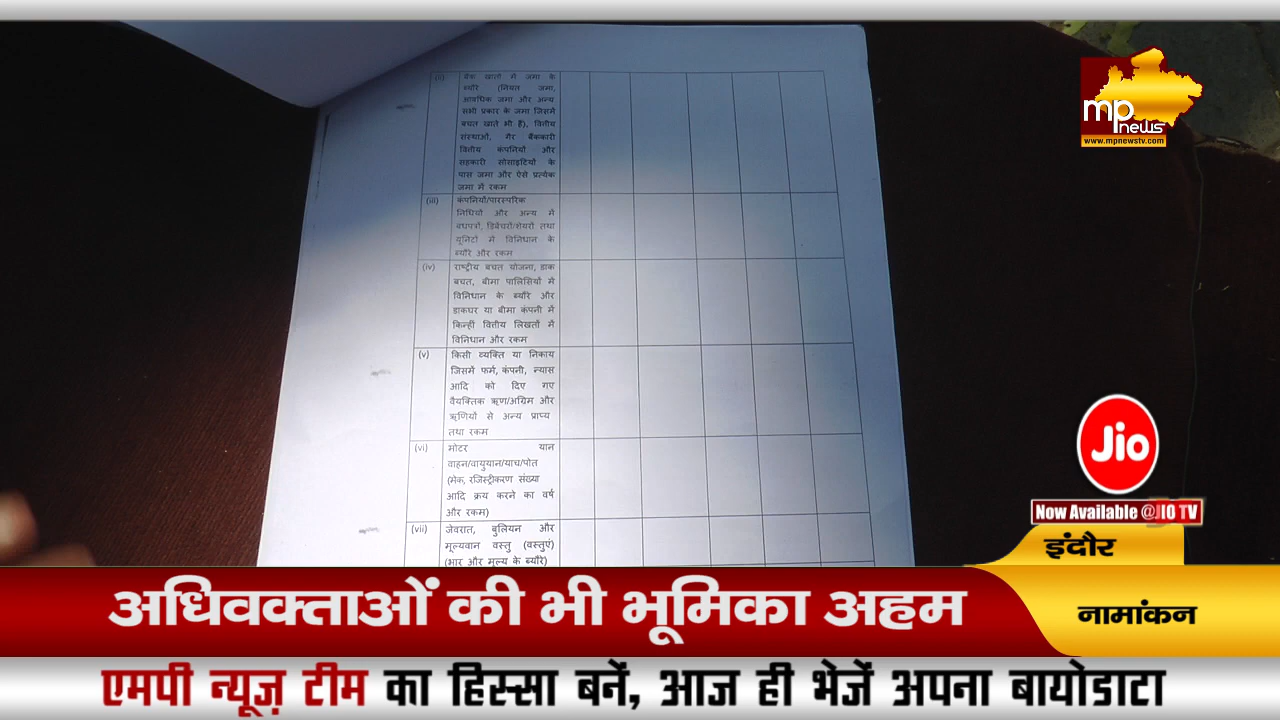 (ii) बैंक खातों में जमा के
ब्यौरे (नियत जमा,
आवधिक जमा और अन्य
सभी प्रकार के जमा जिसमें
बचत खाते भी हैं), वित्तीय
संस्थाओं, गैर बैंककारी
वित्तीय कंपनियों और
सहकारी सोसाइटियों के
पास जमा और ऐसे प्रत्येक
जमा में रकम
(iii) कंपनियों/पारस्परिक
निधियों और अन्य में
बंधपत्रों, डिबेंचरों/शेयरों तथा
यूनिटों में विनिधान के
ब्यौरे और रकम
(iv) राष्ट्रीय बचत योजना, डाक
बचत, बीमा पालिसियों में
विनिधान के ब्यौरे और
डाकघर या बीमा कंपनी में
किन्हीं वित्तीय लिखतों में
विनिधान और रकम
(v) किसी व्यक्ति या निकाय
जिसमें फर्म, कंपनी, न्यास
आदि को दिए गए
वैयक्तिक ऋण/अग्रिम और
ऋणियों से अन्य प्राप्य
तथा रकम
(vi) मोटर यान
वाहन/वायुयान/याच/पोत
(मेक, रजिस्ट्रीकरण संख्या
आदि क्रय करने का वर्ष
और रकम)
(vii) जेवरात, बुलियन और
मूल्यवान वस्तु (वस्तुएं)
(भार और मूल्य के ब्यौरे)
mp news
www.mpnewstv.com
Jio
Now Available @JIO TV
इंदौर
नामांकन
अधिवक्ताओं की भी भूमिका अहम
एमपी न्यूज़ टीम का हिस्सा बनें, आज ही भेजें अपना बायोडाटा